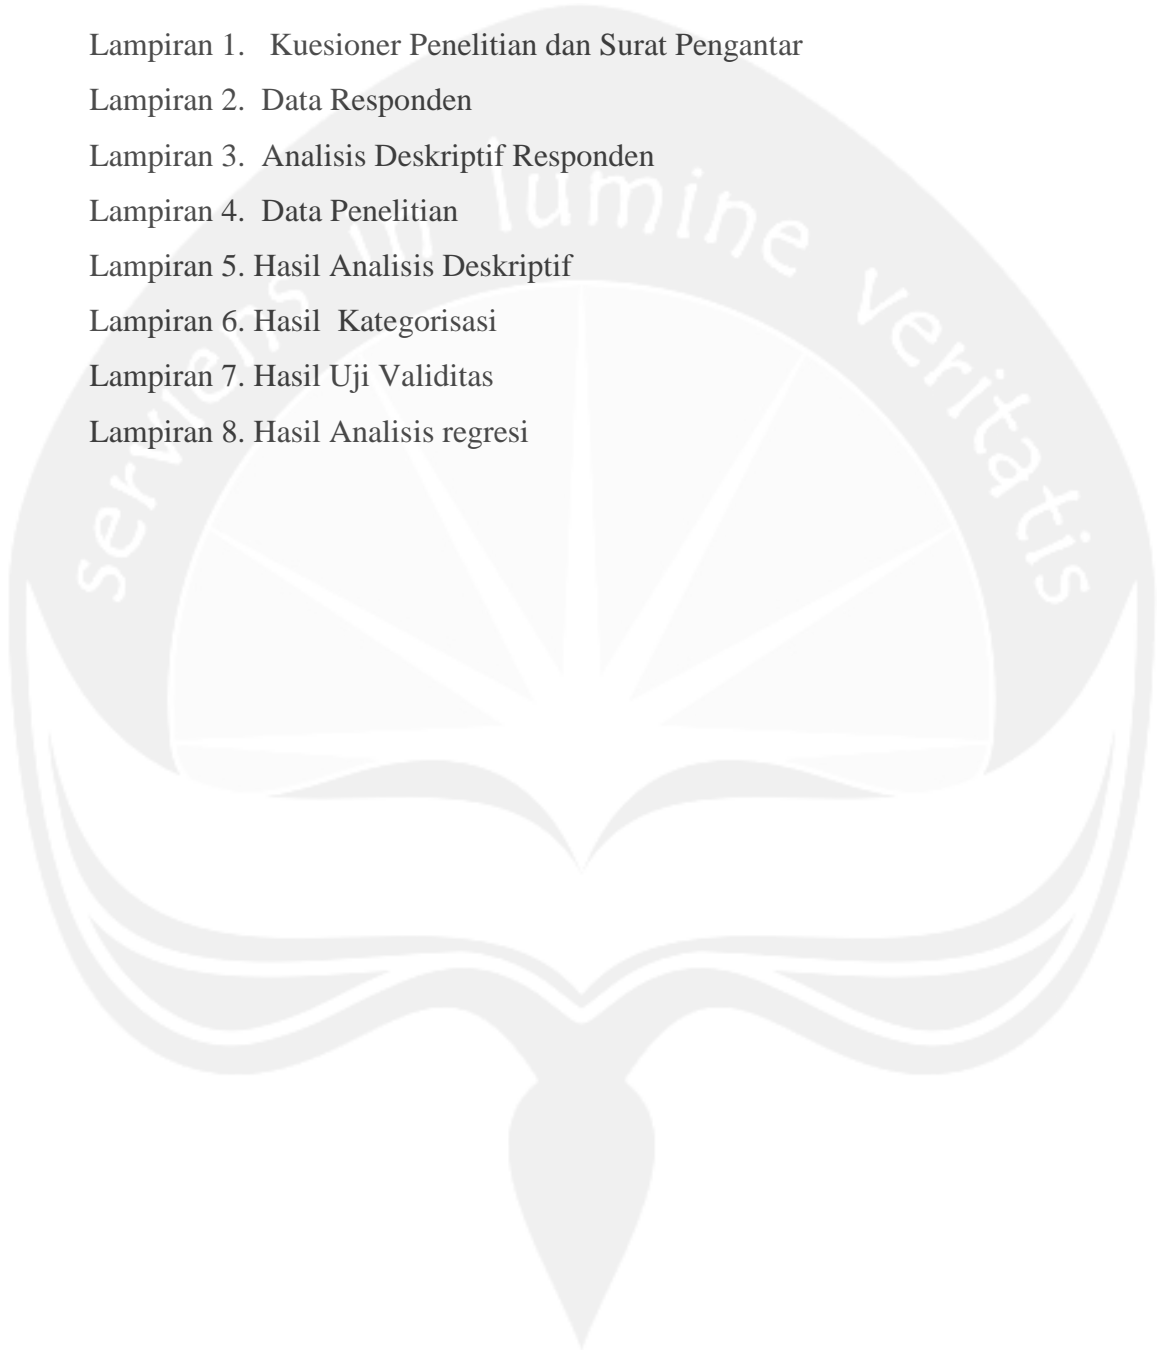 Lampiran 1. Kuesioner Penelitian dan Surat Pengantar
Lampiran 2. Data Responden
Lampiran 3. Analisis Deskriptif Responden
Lampiran 4. Data Penelitian
Lampiran 5. Hasil Analisis Deskriptif
Lampiran 6. Hasil Kategorisasi
Lampiran 7. Hasil Uji Validitas
Lampiran 8. Hasil Analisis regresi
serviens in lumine veritatis